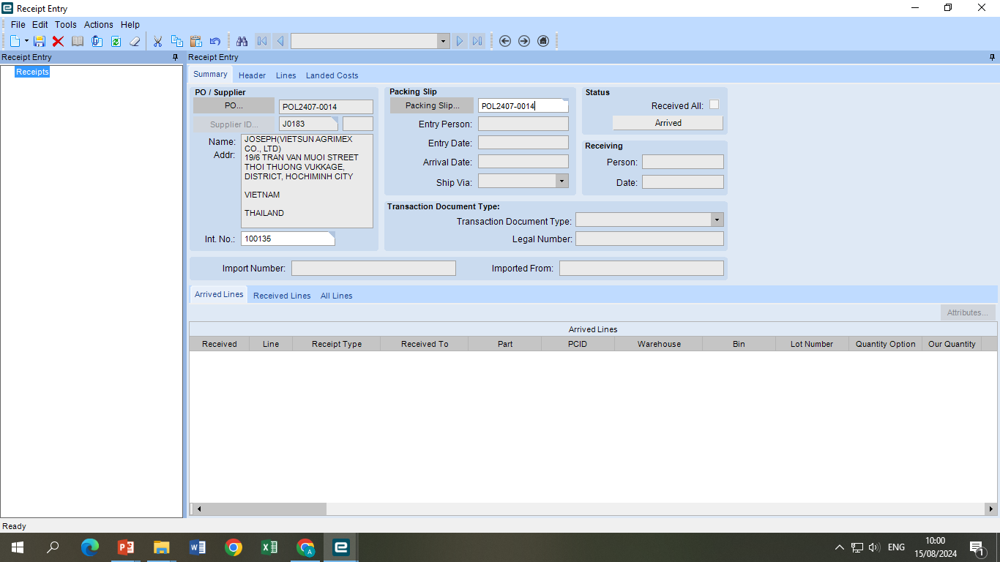 Receipt Entry
File Edit Tools Actions Help
Receipt Entry
Receipts
Receipt Entry
Summary Header Lines Landed Costs
PO / Supplier
PO... POL2407-0014
Supplier ID... J0183
Name: JOSEPH(VIETSUN AGRIMEX
CO., LTD)
Addr: 19/6 TRAN VAN MUOI STREET
THOI THUONG VUKKAGE,
DISTRICT, HOCHIMINH CITY
VIETNAM
THAILAND
Int. No.: 100135
Packing Slip
Packing Slip... POL2407-0014
Entry Person:
Entry Date:
Arrival Date:
Ship Via:
Status
Received All:
Arrived
Receiving
Person:
Date:
Transaction Document Type:
Transaction Document Type:
Legal Number:
Import Number: Imported From:
Arrived Lines Received Lines All Lines
Attributes...
Arrived Lines
Received Line Receipt Type Received To Part PCID Warehouse Bin Lot Number Quantity Option Our Quantity
Ready
ENG
10:00
15/08/2024
1